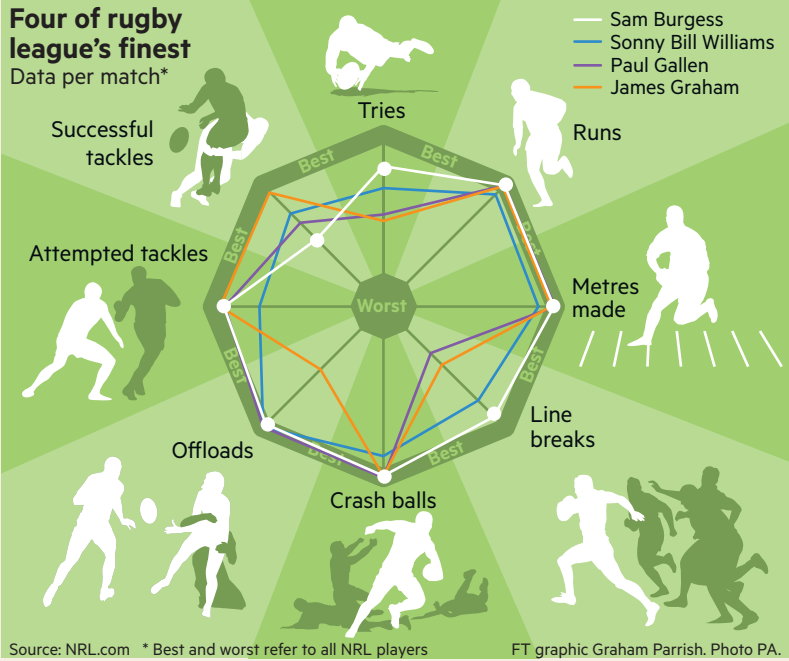 Four of rugby
league's finest
Data per match*
Sam Burgess
Sonny Bill Williams
Paul Gallen
James Graham
Tries
Runs
Successful
tackles
Best
Best
Best
Best
Attempted tackles
Metres
made
Worst
Best
Best
Line
breaks
Offloads
Best
Best
Crash balls
Source: NRL.com * Best and worst refer to all NRL players
FT graphic Graham Parrish. Photo PA.